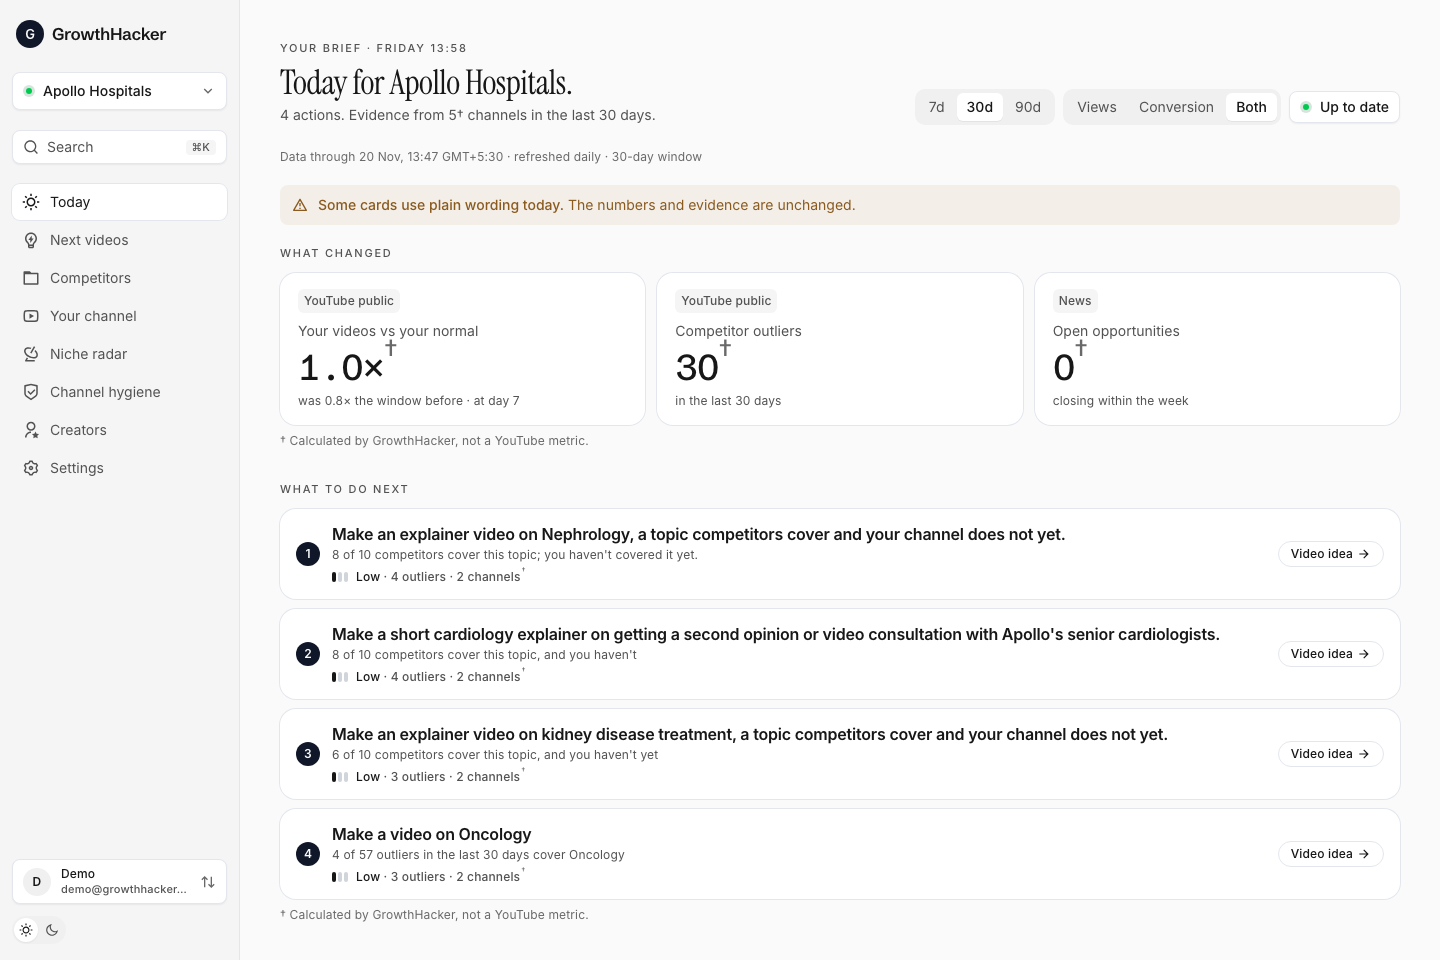 G GrowthHacker
Apollo Hospitals
Search ⌘K
Today
Next videos
Competitors
Your channel
Niche radar
Channel hygiene
Creators
Settings
D Demo
demo@growthhacker...
YOUR BRIEF · FRIDAY 13:58
Today for Apollo Hospitals.
4 actions. Evidence from 5† channels in the last 30 days.
7d 30d 90d Views Conversion Both Up to date
Data through 20 Nov, 13:47 GMT+5:30 · refreshed daily · 30-day window
Some cards use plain wording today. The numbers and evidence are unchanged.
WHAT CHANGED
YouTube public
Your videos vs your normal
1.0×†
was 0.8× the window before · at day 7
YouTube public
Competitor outliers
30†
in the last 30 days
News
Open opportunities
0†
closing within the week
† Calculated by GrowthHacker, not a YouTube metric.
WHAT TO DO NEXT
1 Make an explainer video on Nephrology, a topic competitors cover and your channel does not yet.
8 of 10 competitors cover this topic; you haven't covered it yet.
Low · 4 outliers · 2 channels†
Video idea →
2 Make a short cardiology explainer on getting a second opinion or video consultation with Apollo's senior cardiologists.
8 of 10 competitors cover this topic, and you haven't
Low · 4 outliers · 2 channels†
Video idea →
3 Make an explainer video on kidney disease treatment, a topic competitors cover and your channel does not yet.
6 of 10 competitors cover this topic, and you haven't yet
Low · 3 outliers · 2 channels†
Video idea →
4 Make a video on Oncology
4 of 57 outliers in the last 30 days cover Oncology
Low · 3 outliers · 2 channels†
Video idea →
† Calculated by GrowthHacker, not a YouTube metric.